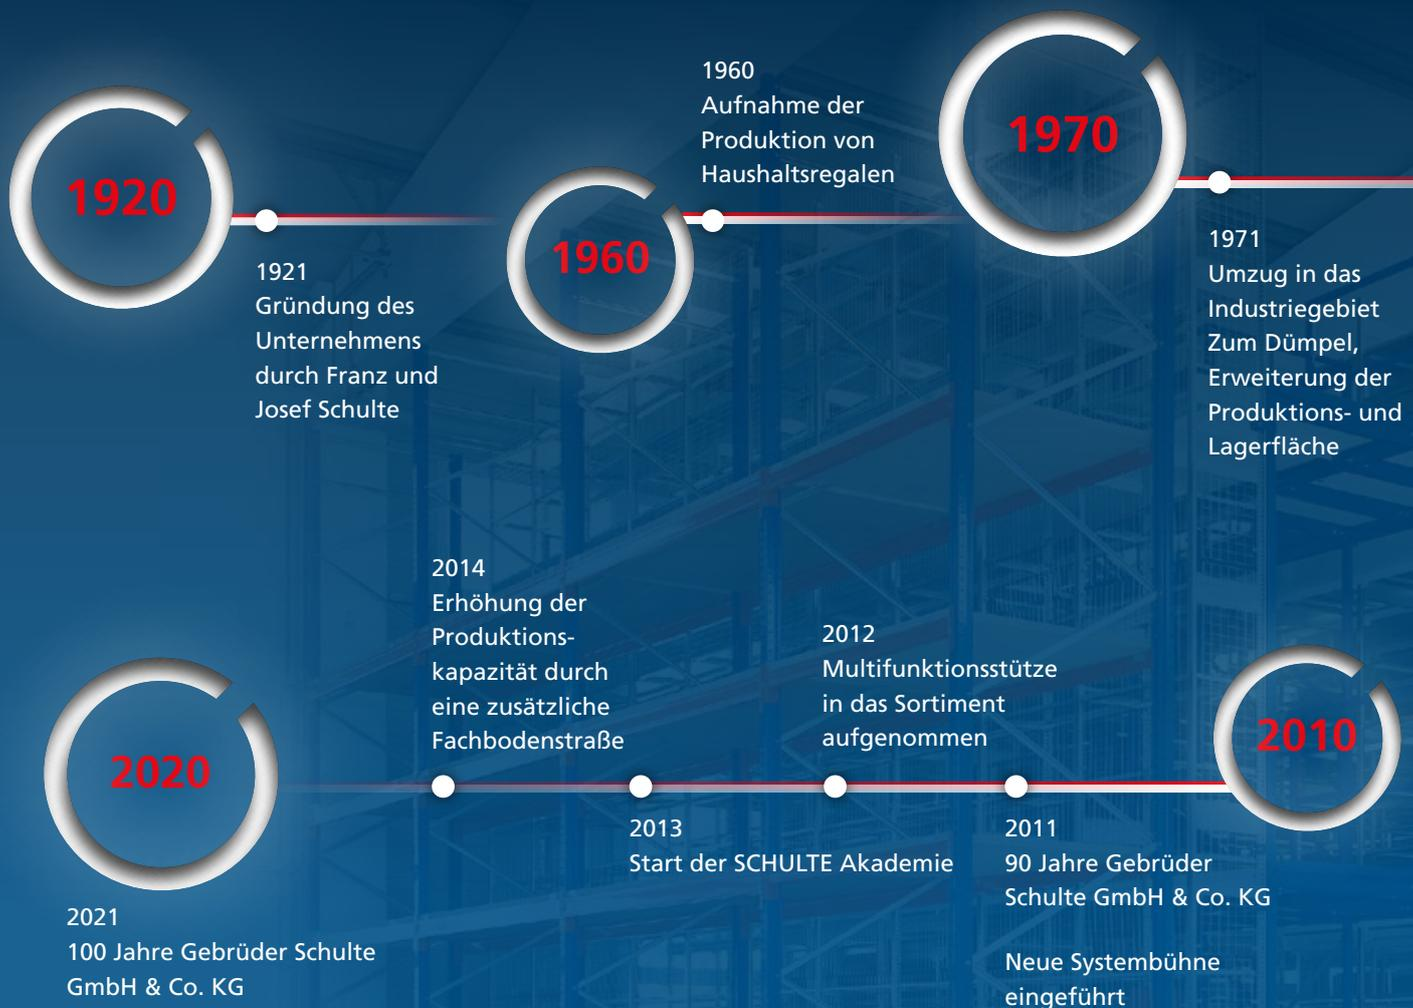 1920
1921
Gründung des
Unternehmens
durch Franz und
Josef Schulte
1960
1960
Aufnahme der
Produktion von
Haushaltsregalen
1970
1971
Umzug in das
Industriegebiet
Zum Dümpel,
Erweiterung der
Produktions- und
Lagerfläche
2010
2011
90 Jahre Gebrüder
Schulte GmbH & Co. KG
Neue Systembühne
eingeführt
2012
Multifunktionsstütze
in das Sortiment
aufgenommen
2013
Start der SCHULTE Akademie
2014
Erhöhung der
Produktions-
kapazität durch
eine zusätzliche
Fachbodenstraße
2020
2021
100 Jahre Gebrüder Schulte
GmbH & Co. KG